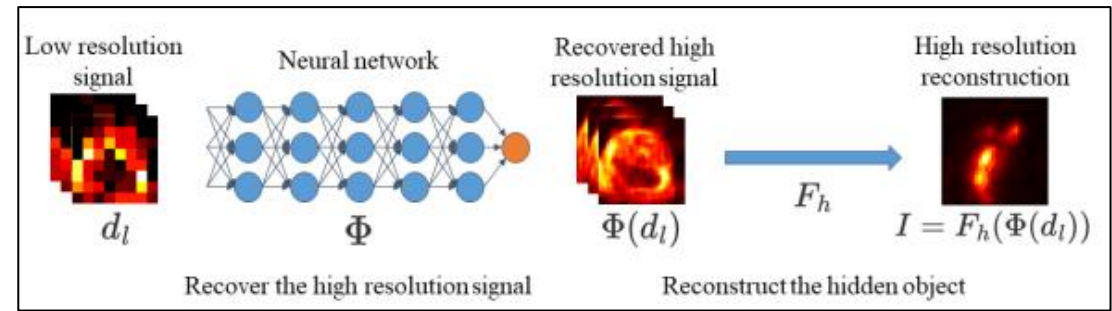 Low resolution
signal
Neural network
Recovered high
resolution signal
High resolution
reconstruction
d_l
Φ
Φ(d_l)
F_h
I = F_h(Φ(d_l))
Recover the high resolution signal
Reconstruct the hidden object